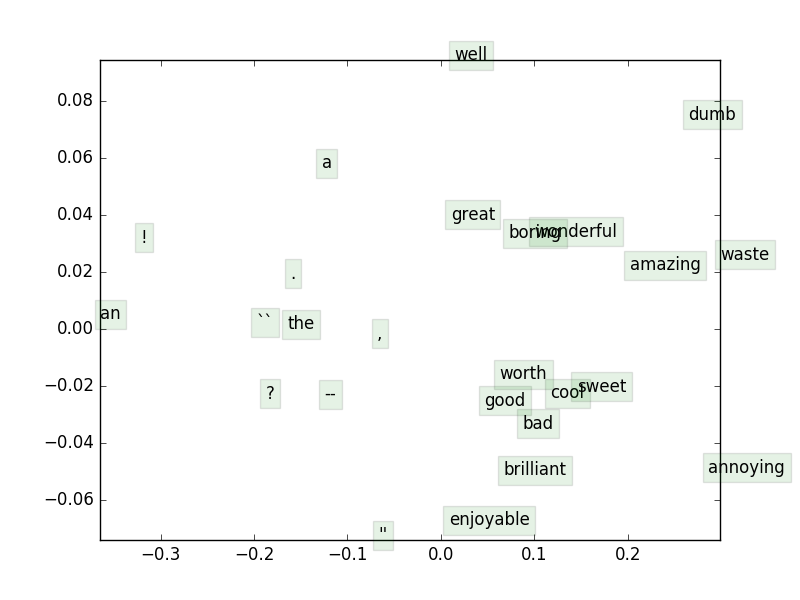 well
0.08
dumb
0.06
a
0.04
great
!
boring
wonderful
waste
0.02
.
amazing
an
0.00
``
the
,
worth
−0.02
?
--
good
cool
sweet
−0.04
bad
brilliant
annoying
−0.06
enjoyable
"
−0.3 −0.2 −0.1 0.0 0.1 0.2